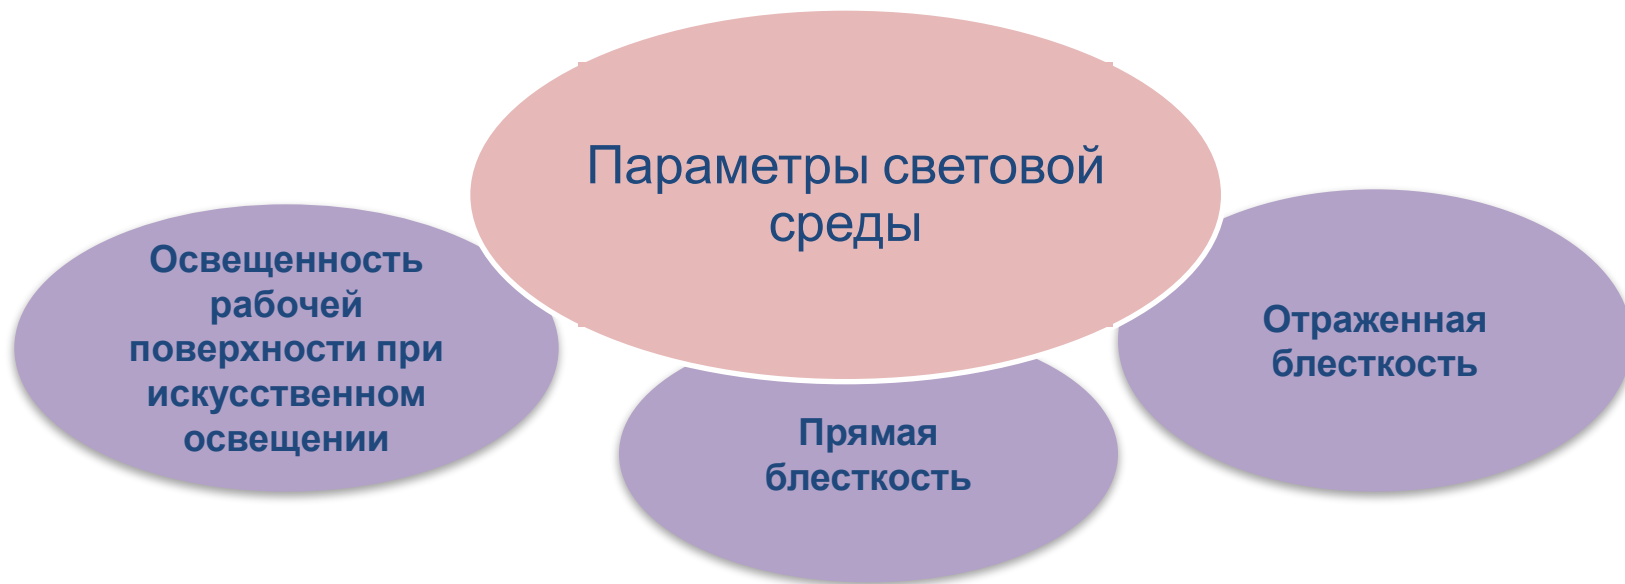 Параметры световой
среды
Освещенность
рабочей
поверхности при
искусственном
освещении
Прямая
блесткость
Отраженная
блесткость